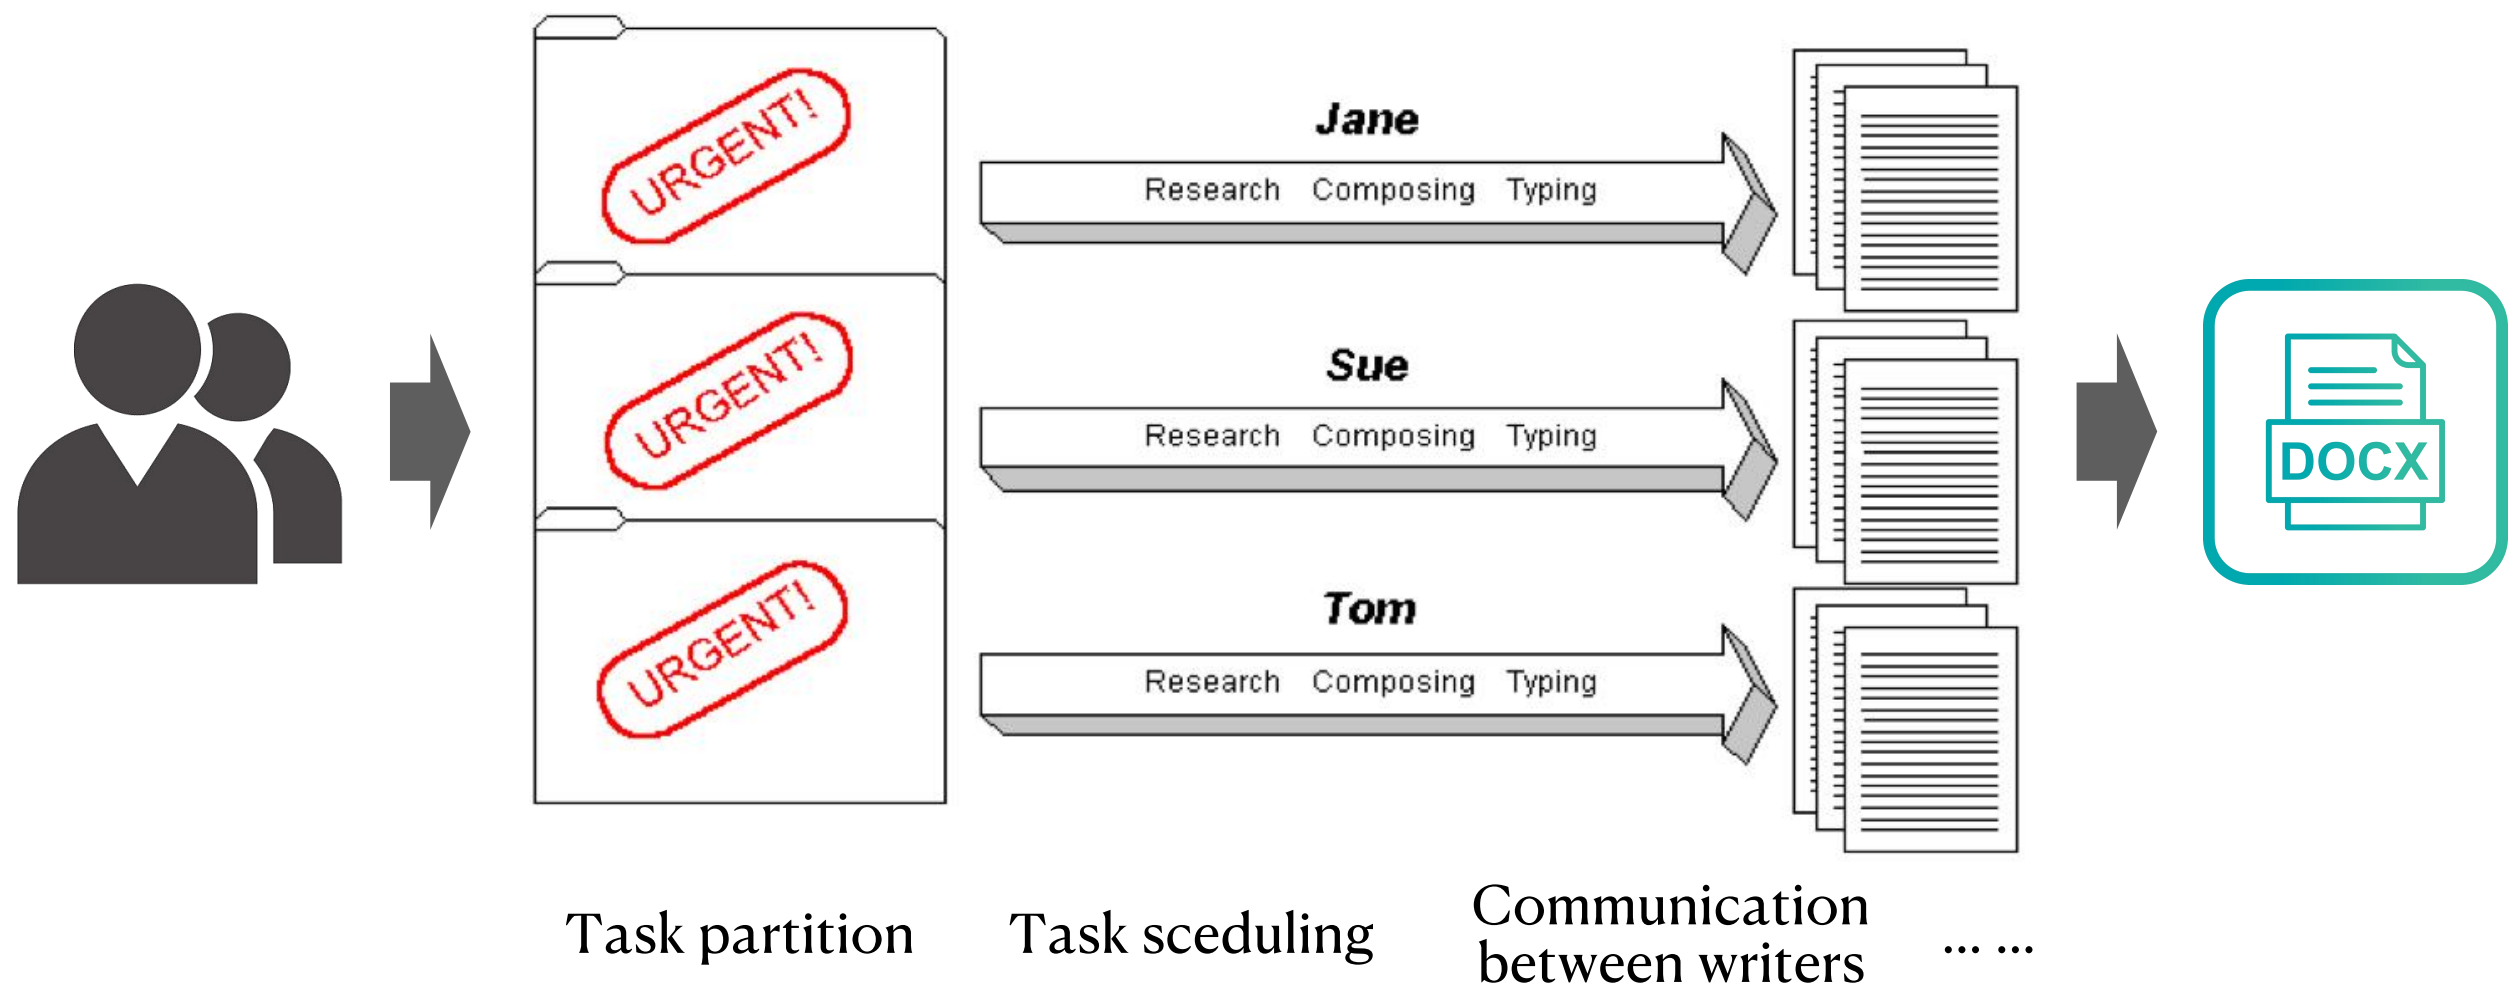 URGENT!
Jane
Research Composing Typing
URGENT!
Sue
Research Composing Typing
DOCX
URGENT!
Tom
Research Composing Typing
Task partition
Task sceduling
Communication
between writers
... ...